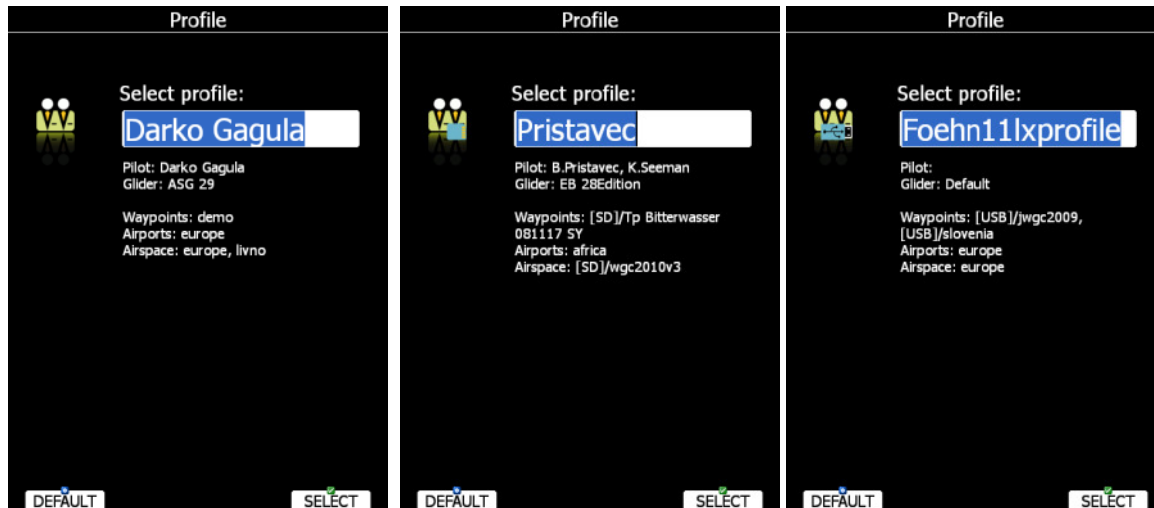 Profile
Select profile:
Darko Gagula
Pilot: Darko Gagula
Glider: ASG 29
Waypoints: demo
Airports: europe
Airspace: europe, livno
DEFAULT
SELECT
Profile
Select profile:
Pristavec
Pilot: B.Pristavec, K.Seeman
Glider: EB 28Edition
Waypoints: [SD]/Tp Bitterwasser
081117 SY
Airports: africa
Airspace: [SD]/wgc2010v3
DEFAULT
SELECT
Profile
Select profile:
Foehn11lxprofile
Pilot:
Glider: Default
Waypoints: [USB]/jwgc2009,
[USB]/slovenia
Airports: europe
Airspace: europe
DEFAULT
SELECT